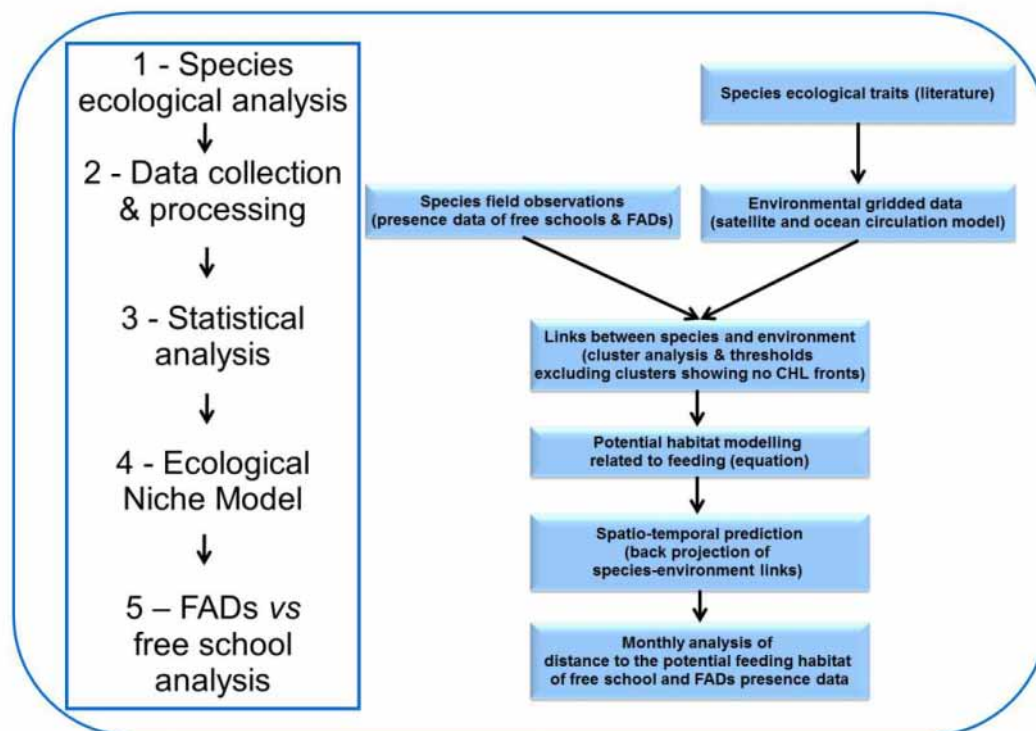 1 - Species
ecological analysis
2 - Data collection
& processing
3 - Statistical
analysis
4 - Ecological
Niche Model
5 – FADs vs
free school
analysis
Species ecological traits (literature)
Species field observations
(presence data of free schools & FADs)
Environmental gridded data
(satellite and ocean circulation model)
Links between species and environment
(cluster analysis & thresholds
excluding clusters showing no CHL fronts)
Potential habitat modelling
related to feeding (equation)
Spatio-temporal prediction
(back projection of
species-environment links)
Monthly analysis of
distance to the potential feeding habitat
of free school and FADs presence data